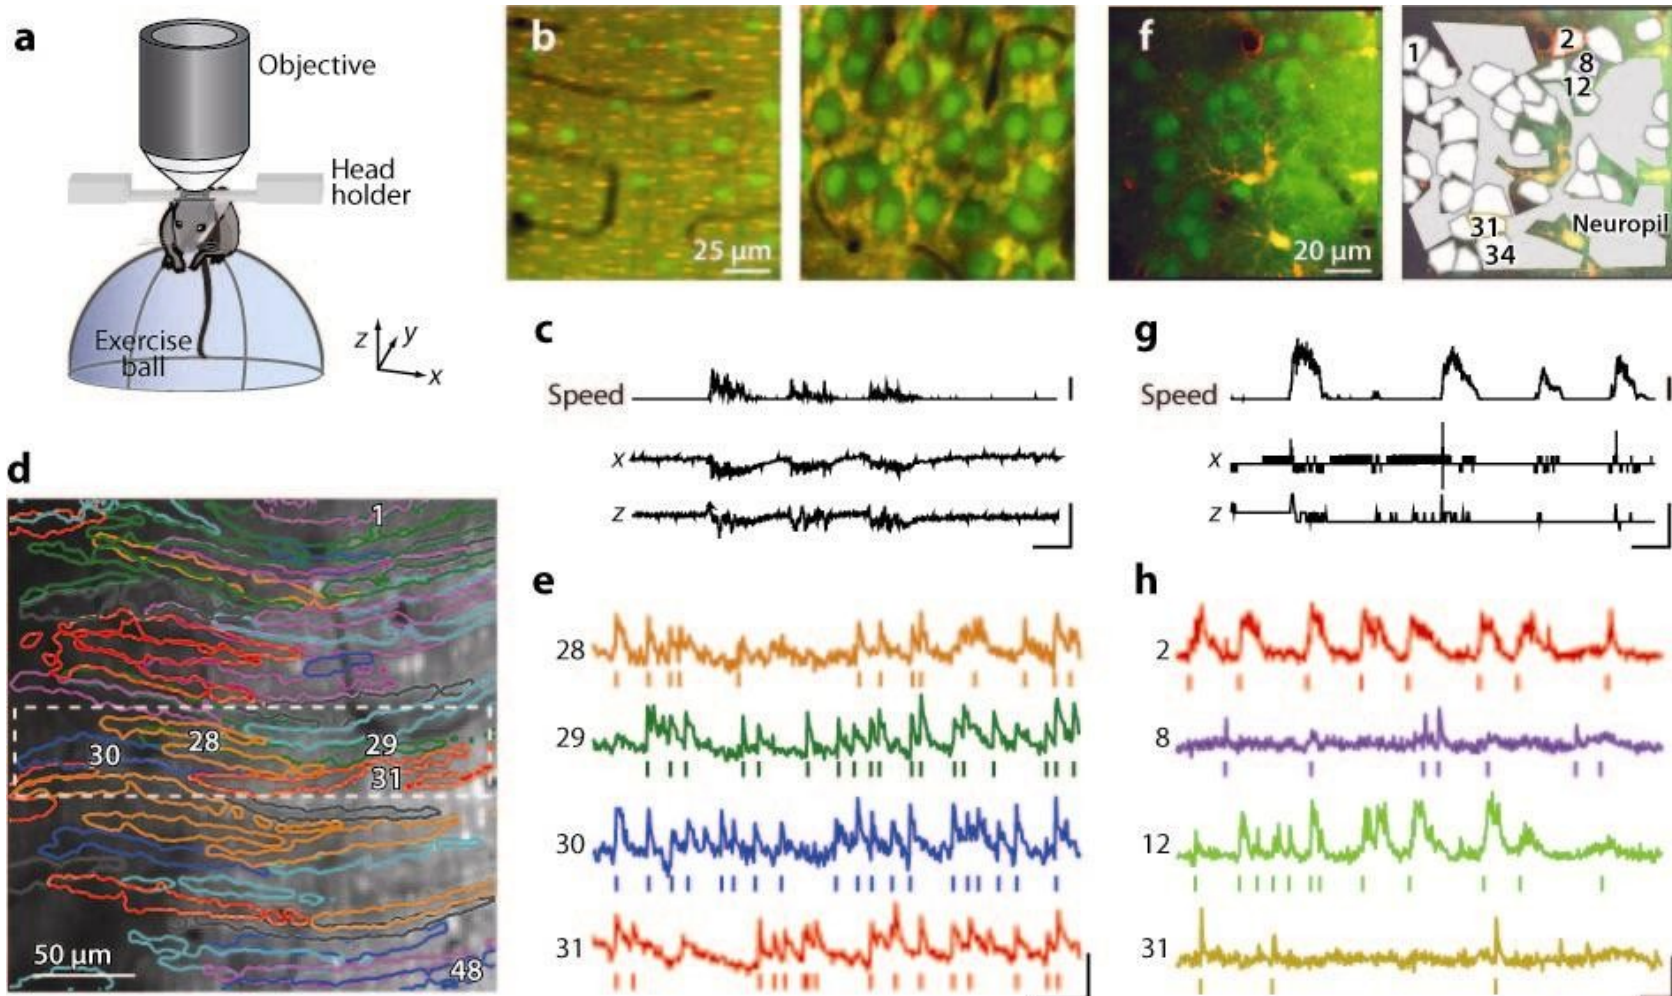 a
Objective
Head
holder
Exercise
ball
z
y
x
b
25 µm
f
20 µm
1
2
8
12
31
34
Neuropil
c
Speed
x
z
g
Speed
x
z
d
1
30
28
29
31
50 µm
48
e
28
29
30
31
h
2
8
12
31